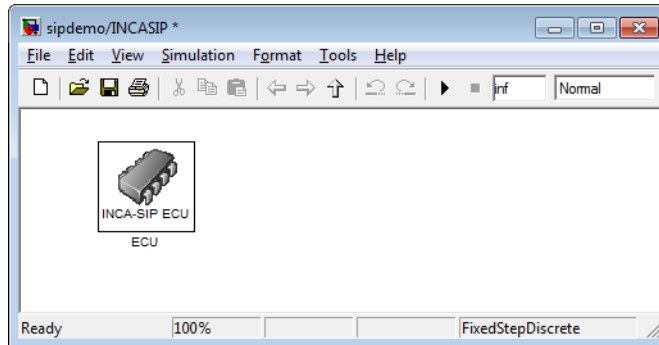 sipdemo/INCASIP *
File Edit View Simulation Format Tools Help
inf Normal
INCA-SIP ECU
ECU
Ready 100% FixedStepDiscrete